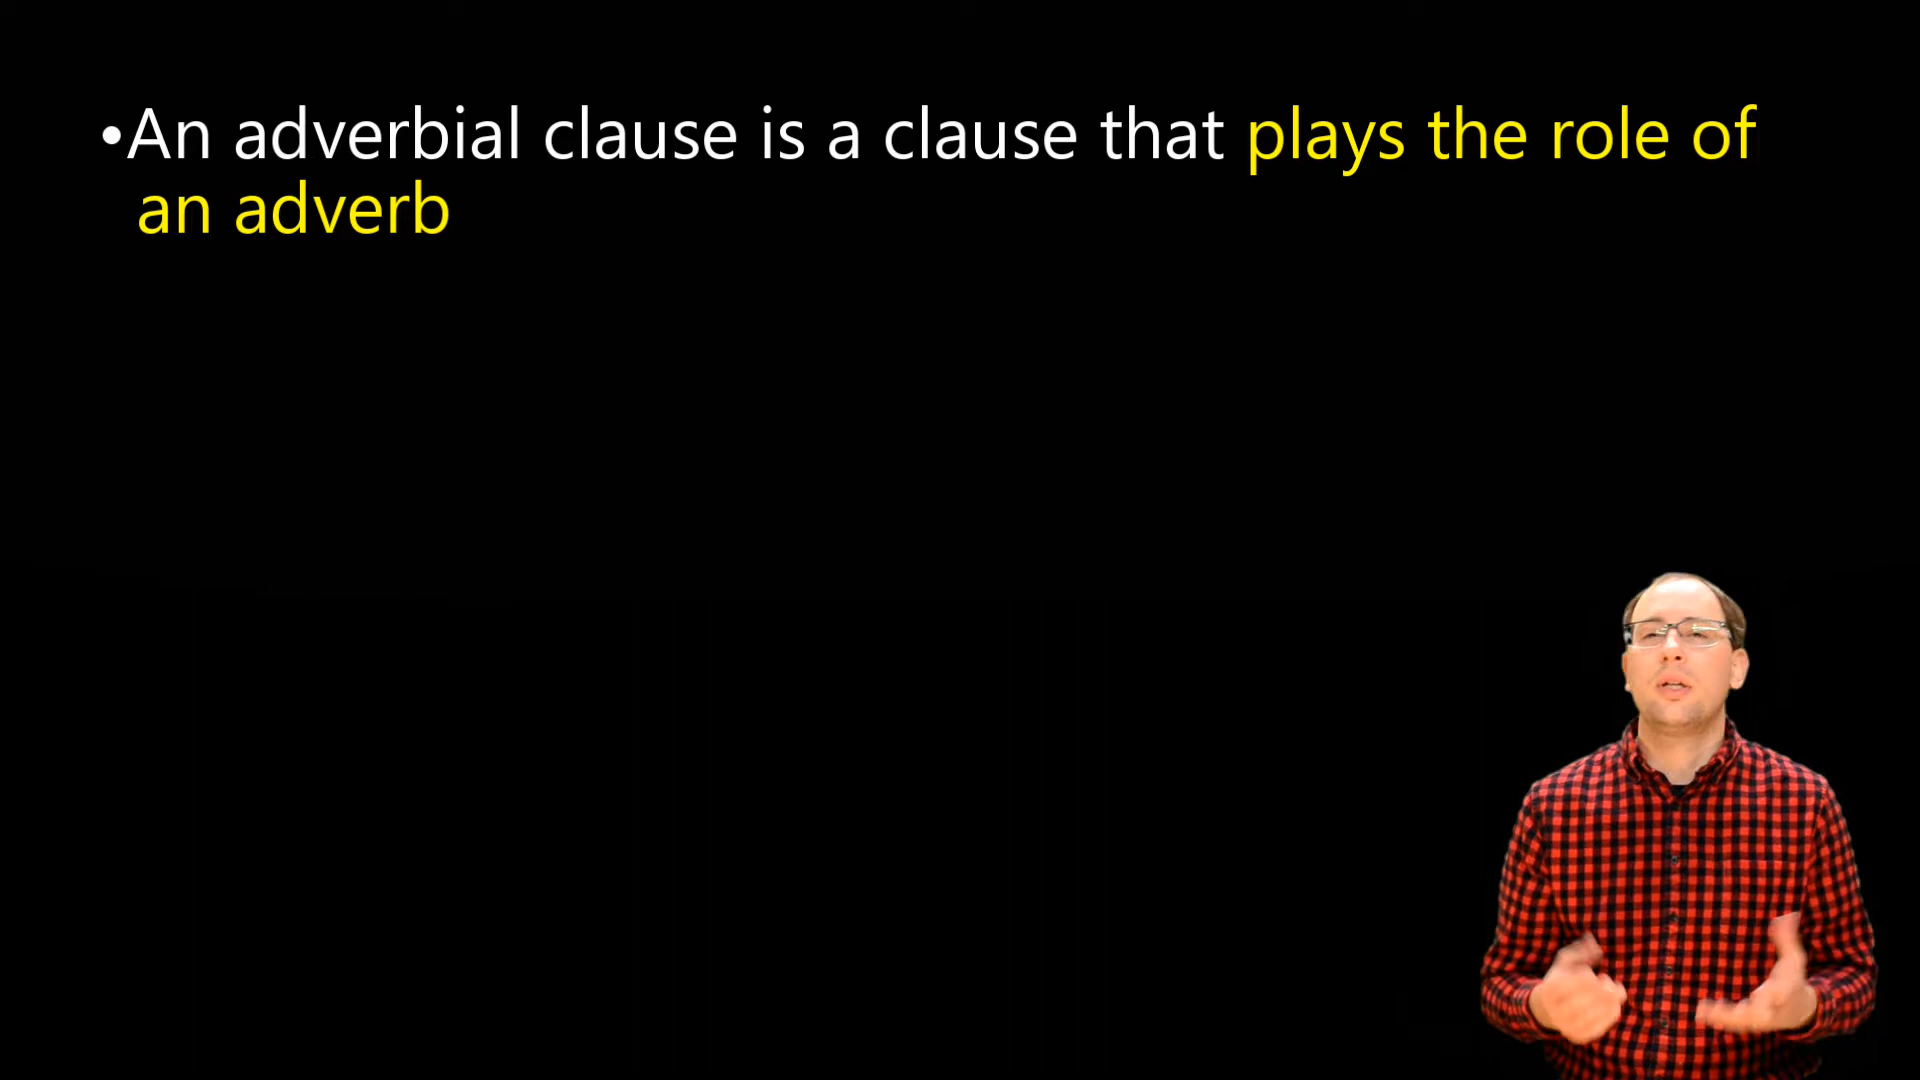 •An adverbial clause is a clause that plays the role of
an adverb